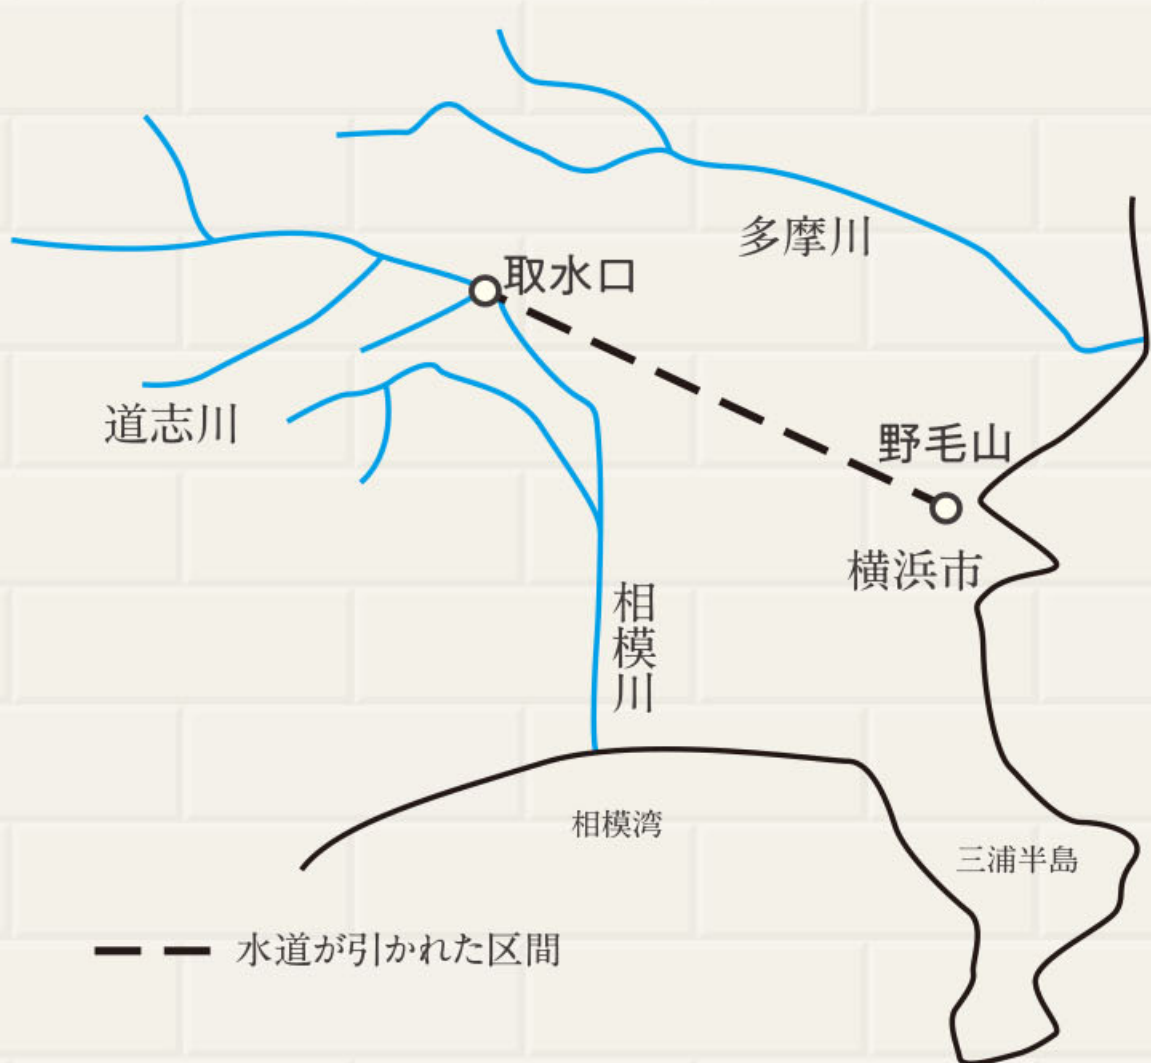 多摩川
取水口
道志川
野毛山
横浜市
相模川
相模湾
三浦半島
水道が引かれた区間